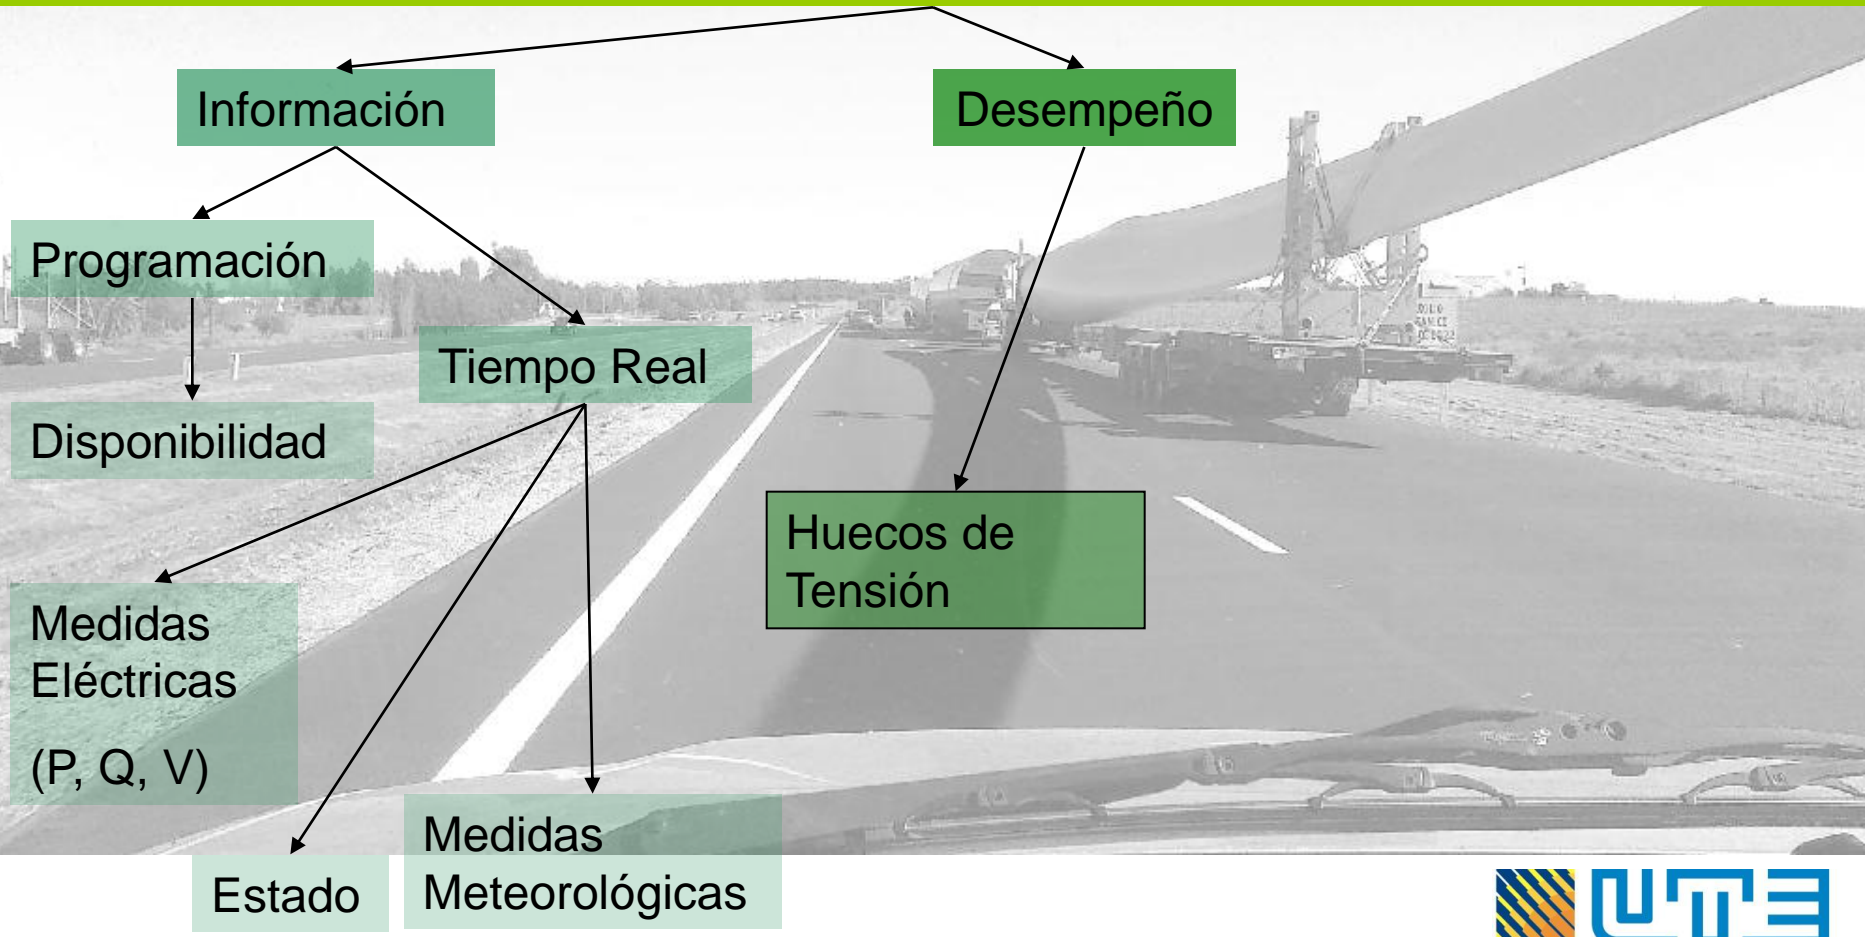 Información
Desempeño
Programación
Tiempo Real
Disponibilidad
Huecos de
Tensión
Medidas
Eléctricas
(P, Q, V)
Medidas
Meteorológicas
Estado
UTE